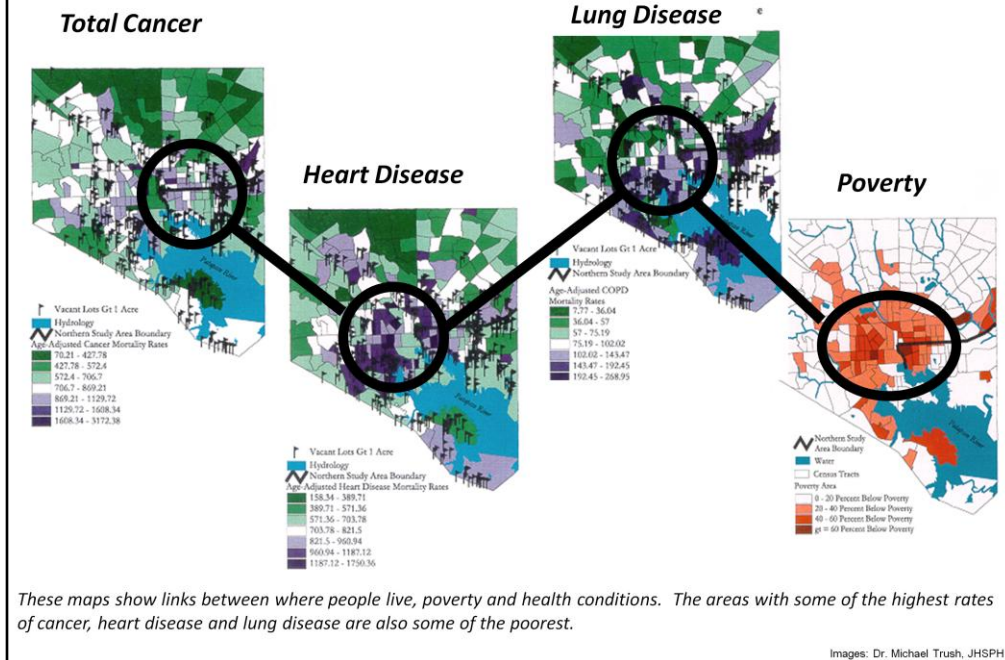 Total Cancer
Vacant Lots Gt 1 Acre
Hydrology
Northern Study Area Boundary
Age-Adjusted Cancer Mortality Rates
70.21 - 427.78
427.78 - 572.4
572.4 - 706.7
706.7 - 869.21
869.21 - 1129.72
1129.72 - 1608.34
1608.34 - 3172.38
Heart Disease
Patapsco River
Vacant Lots Gt 1 Acre
Hydrology
Northern Study Area Boundary
Age-Adjusted Heart Disease Mortality Rates
158.34 - 389.71
389.71 - 571.36
571.36 - 703.78
703.78 - 821.5
821.5 - 960.94
960.94 - 1187.12
1187.12 - 1750.36
Lung Disease
e
Vacant Lots Gt 1 Acre
Hydrology
Northern Study Area Boundary
Age-Adjusted COPD
Mortality Rates
7.77 - 36.04
36.04 - 57
57 - 75.19
75.19 - 102.02
102.02 - 143.47
143.47 - 192.45
192.45 - 268.95
Poverty
Northern Study
Area Boundary
Water
Census Tracts
Poverty Area
0 - 20 Percent Below Poverty
20 - 40 Percent Below Poverty
40 - 60 Percent Below Poverty
gt = 60 Percent Below Poverty
These maps show links between where people live, poverty and health conditions. The areas with some of the highest rates
of cancer, heart disease and lung disease are also some of the poorest.
Images: Dr. Michael Trush, JHSPH